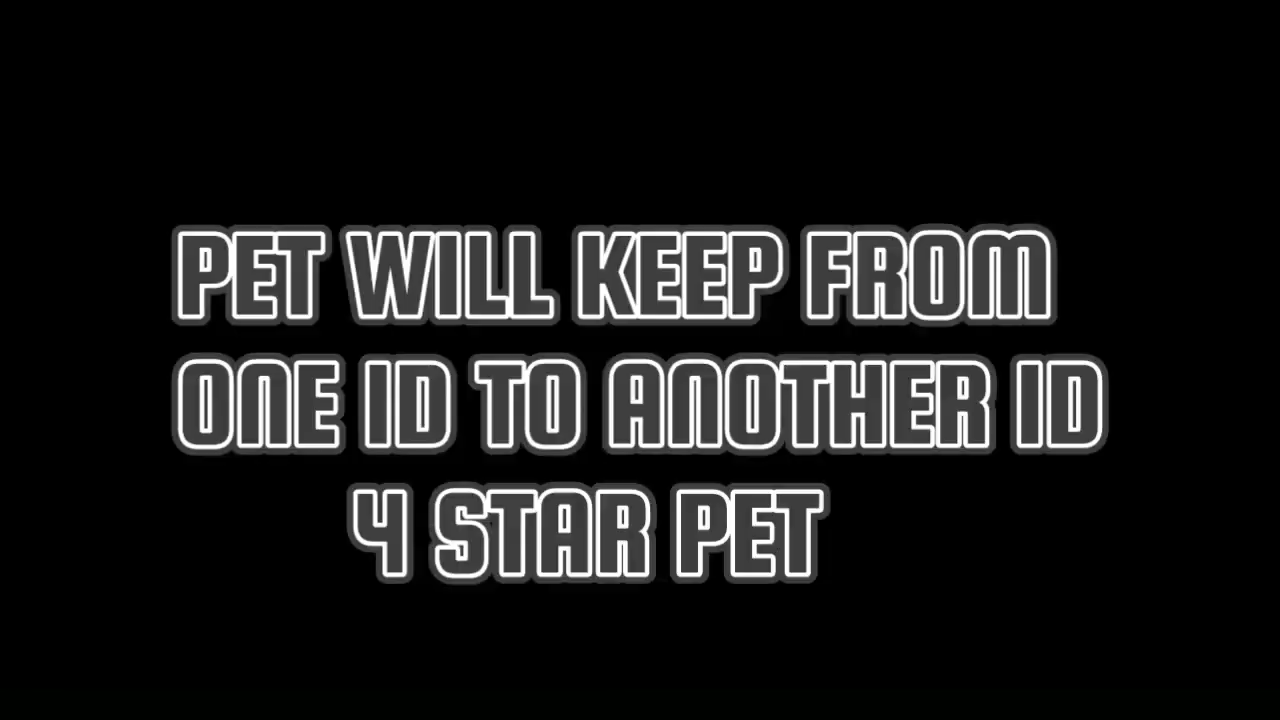 PET WILL KEEP FROM
ONE ID TO ANOTHER ID
4 STAR PET